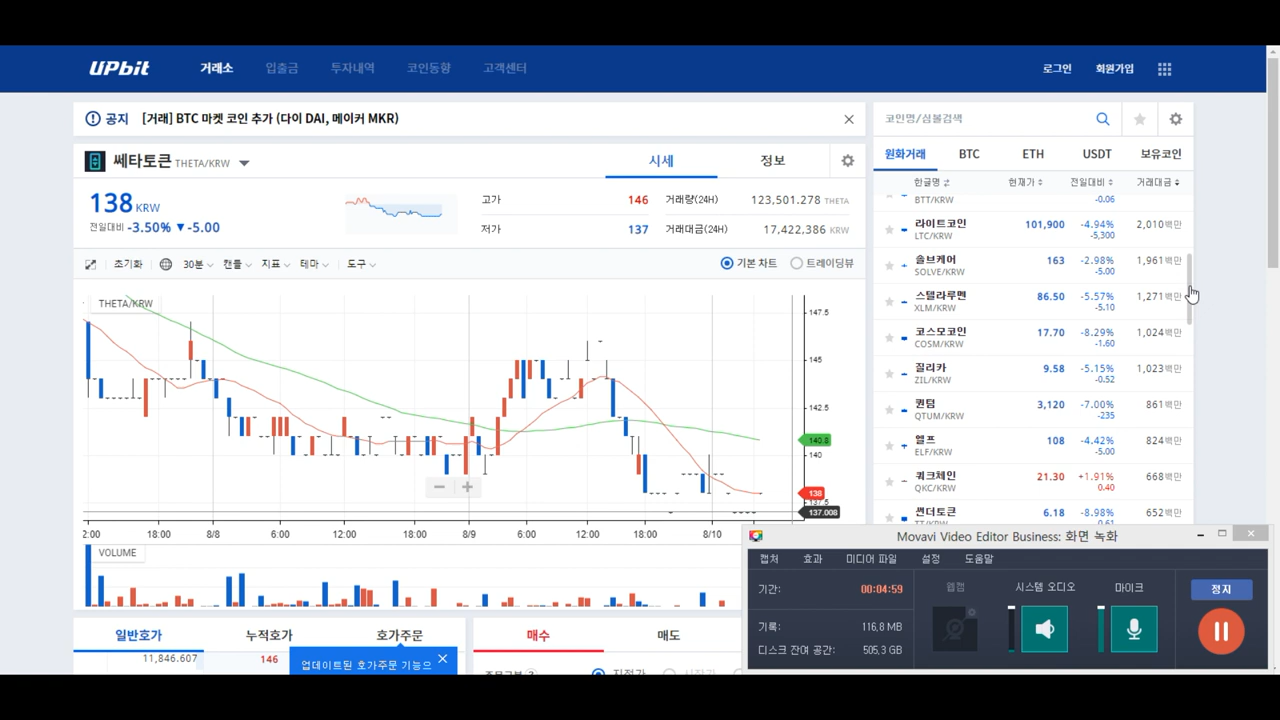 UPbit
거래소 입출금 투자내역 코인동향 고객센터
로그인 회원가입
공지 [거래] BTC 마켓 코인 추가 (다이 DAI, 메이커 MKR)
쎄타토큰 THETA/KRW
시세 정보
138 KRW
전일대비 -3.50% ▼ -5.00
고가 146 거래량(24H) 123,501.278 THETA
저가 137 거래대금(24H) 17,422,386 KRW
초기화 30분 캔들 지표 테마 도구
기본 차트 트레이딩뷰
THETA/KRW
147.5
145
142.5
140.8
140
138
137.5
137.008
2:00 18:00 8/8 6:00 12:00 18:00 8/9 6:00 12:00 18:00 8/10
VOLUME
일반호가 누적호가 호가주문
11,846.607 146
업데이트된 호가주문 기능으
매수 매도
지정가
코인명/심볼검색
원화거래 BTC ETH USDT 보유코인
한글명 현재가 전일대비 거래대금
BTT/KRW -0.06
라이트코인 101,900 -4.94% 2,010백만
LTC/KRW -5,300
솔브케어 163 -2.98% 1,961백만
SOLVE/KRW -5.00
스텔라루멘 86.50 -5.57% 1,271백만
XLM/KRW -5.10
코스모코인 17.70 -8.29% 1,024백만
COSM/KRW -1.60
질리카 9.58 -5.15% 1,023백만
ZIL/KRW -0.52
퀀텀 3,120 -7.00% 861백만
QTUM/KRW -235
엘프 108 -4.42% 824백만
ELF/KRW -5.00
쿼크체인 21.30 +1.91% 668백만
QKC/KRW 0.40
썬더토큰 6.18 -8.98% 652백만
TT/KRW -0.61
Movavi Video Editor Business: 화면 녹화
캡처 효과 미디어 파일 설정 도움말
기간: 00:04:59
기록: 116,8 MB
디스크 잔여 공간: 505,3 GB
웹캠 시스템 오디오 마이크
정지